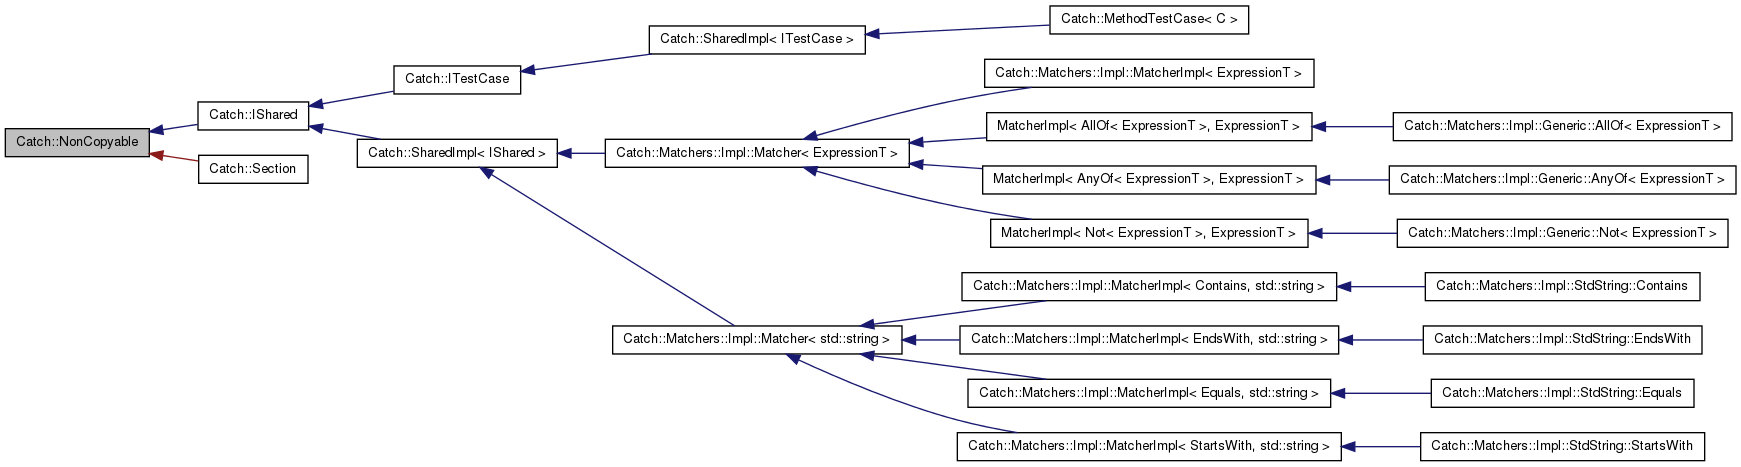 Catch::MethodTestCase< C >
Catch::SharedImpl< ITestCase >
Catch::ITestCase
Catch::Matchers::Impl::MatcherImpl< ExpressionT >
Catch::IShared
MatcherImpl< AllOf< ExpressionT >, ExpressionT >
Catch::Matchers::Impl::Generic::AllOf< ExpressionT >
Catch::NonCopyable
Catch::SharedImpl< IShared >
Catch::Matchers::Impl::Matcher< ExpressionT >
Catch::Section
MatcherImpl< AnyOf< ExpressionT >, ExpressionT >
Catch::Matchers::Impl::Generic::AnyOf< ExpressionT >
MatcherImpl< Not< ExpressionT >, ExpressionT >
Catch::Matchers::Impl::Generic::Not< ExpressionT >
Catch::Matchers::Impl::MatcherImpl< Contains, std::string >
Catch::Matchers::Impl::StdString::Contains
Catch::Matchers::Impl::Matcher< std::string >
Catch::Matchers::Impl::MatcherImpl< EndsWith, std::string >
Catch::Matchers::Impl::StdString::EndsWith
Catch::Matchers::Impl::MatcherImpl< Equals, std::string >
Catch::Matchers::Impl::StdString::Equals
Catch::Matchers::Impl::MatcherImpl< StartsWith, std::string >
Catch::Matchers::Impl::StdString::StartsWith